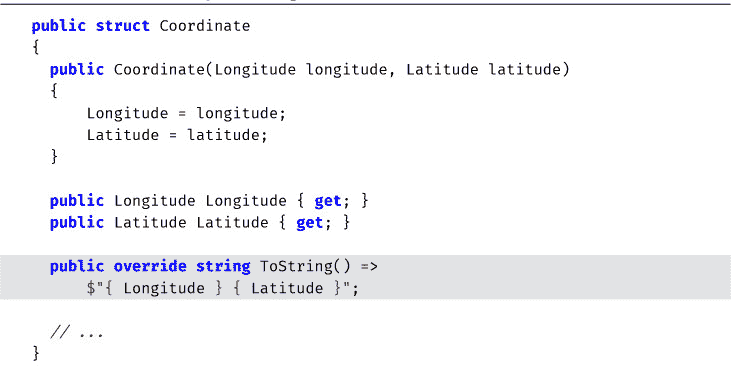 public struct Coordinate
{
public Coordinate(Longitude longitude, Latitude latitude)
{
Longitude = longitude;
Latitude = latitude;
}
public Longitude Longitude { get; }
public Latitude Latitude { get; }
public override string ToString() =>
$"{ Longitude } { Latitude }";
// ...
}